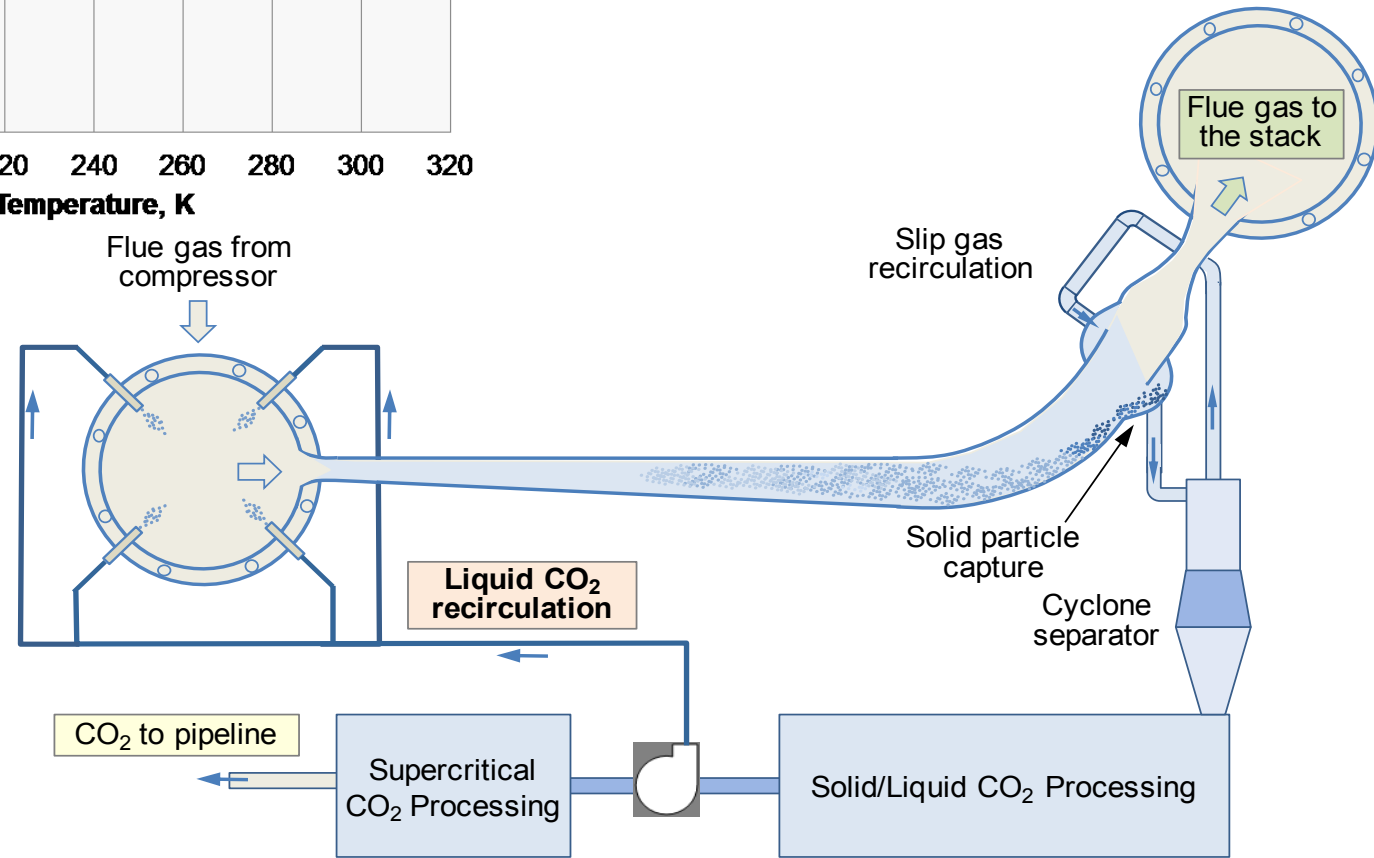 20 240 260 280 300 320
Temperature, K
Flue gas from
compressor
Flue gas to
the stack
Slip gas
recirculation
Solid particle
capture
Liquid CO₂
recirculation
Cyclone
separator
CO₂ to pipeline
Supercritical
CO₂ Processing
Solid/Liquid CO₂ Processing